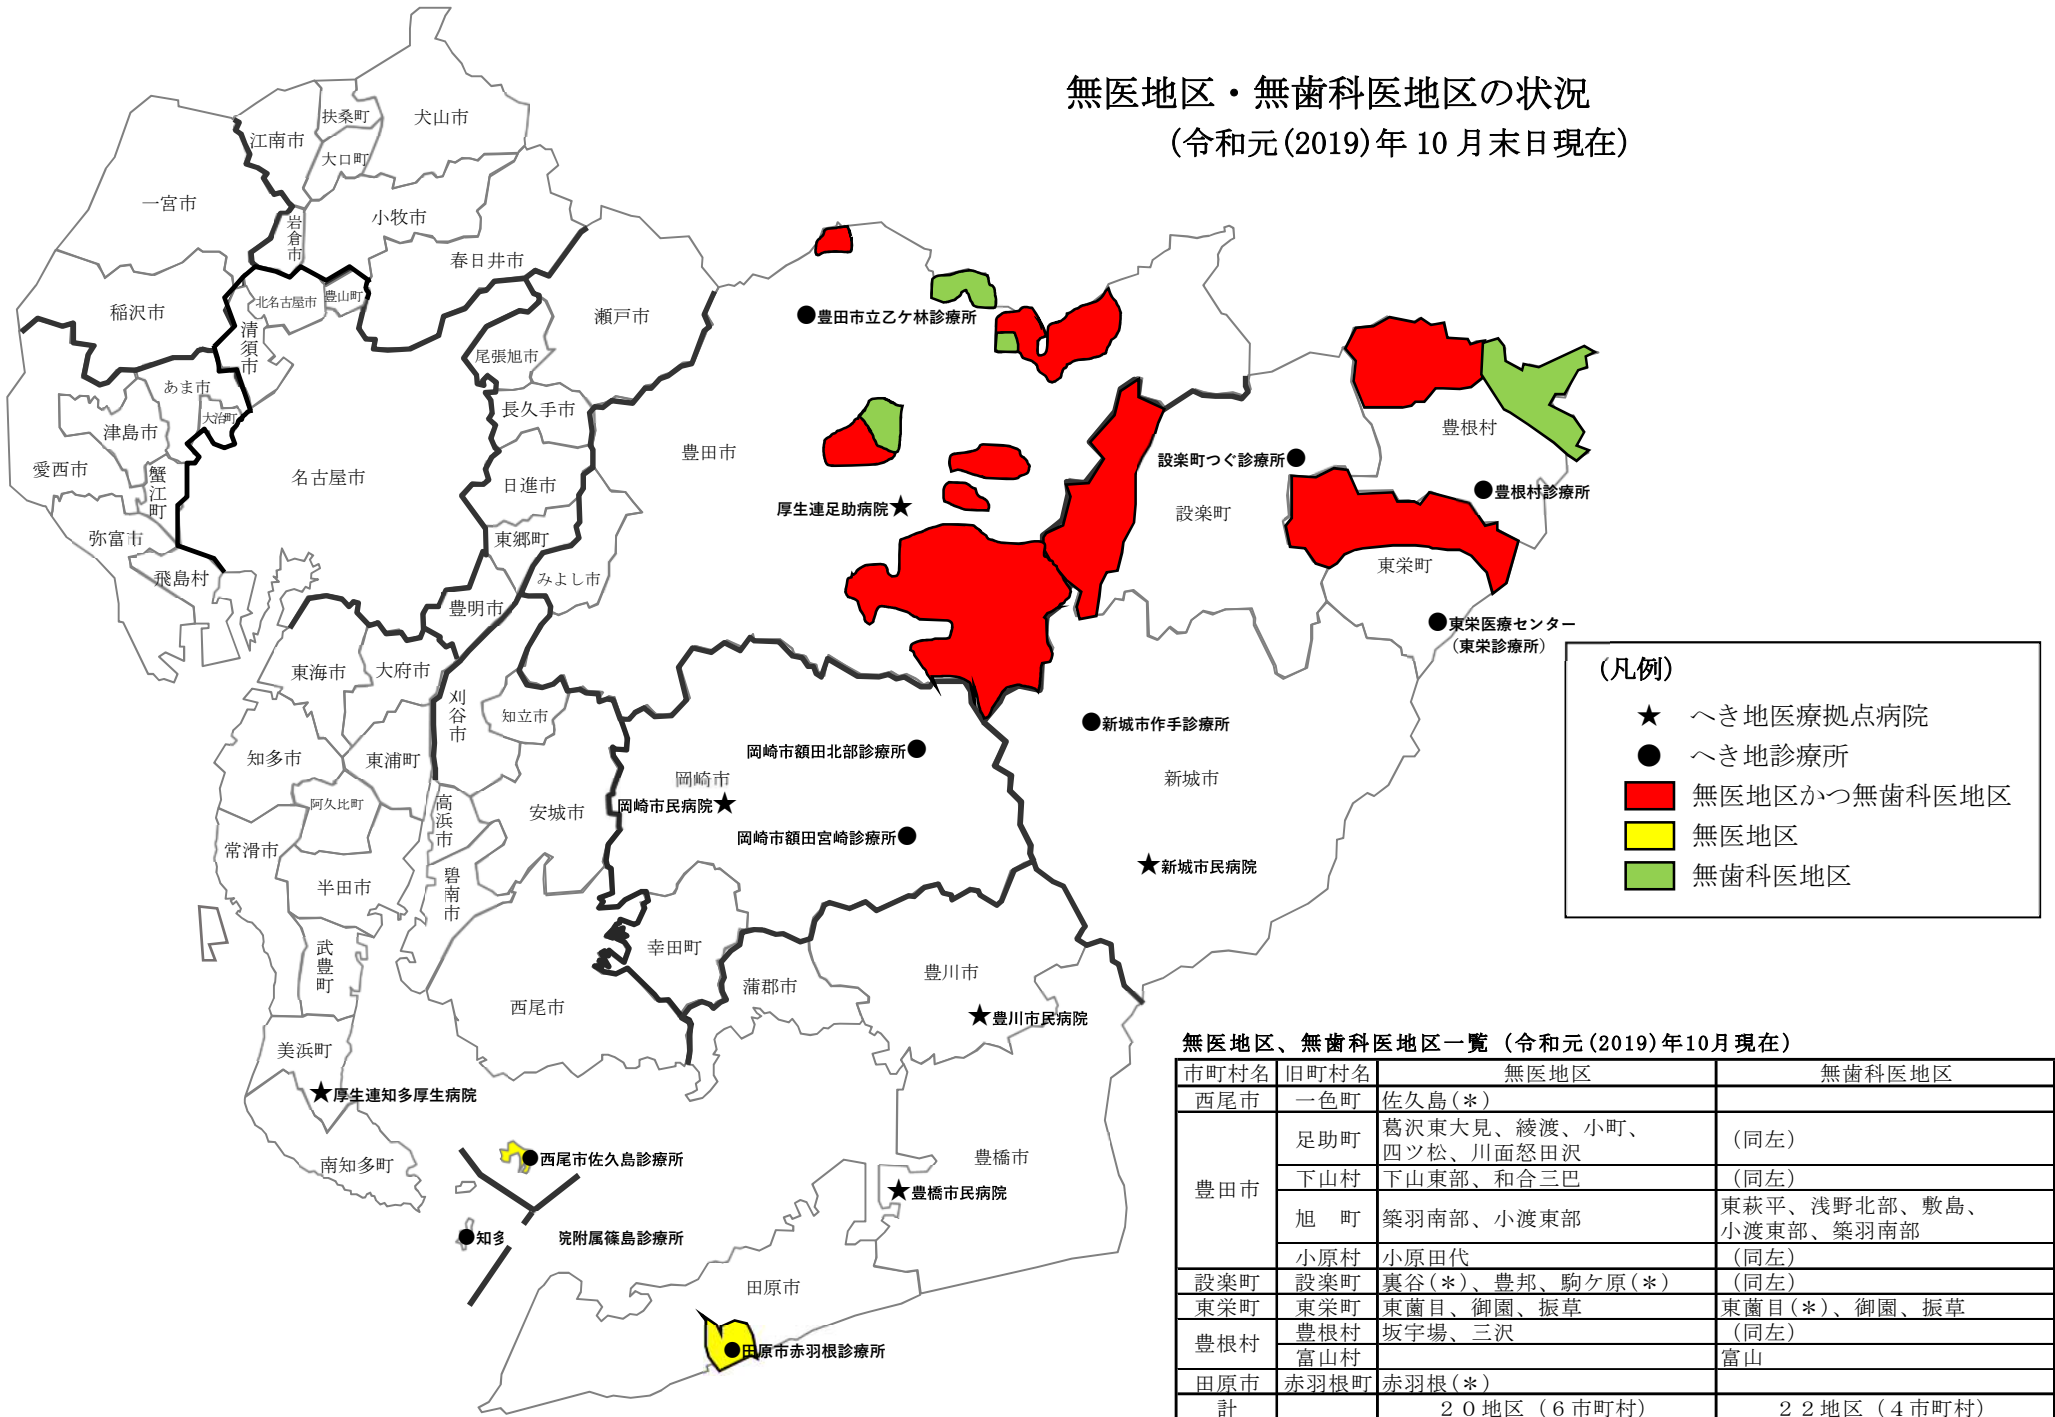 無医地区・無歯科医地区の状況
(令和元(2019)年 10 月末日現在)
犬山市
扶桑町
江南市
大口町
一宮市
岩倉市
小牧市
春日井市
稲沢市
北名古屋市
豊山町
清須市
瀬戸市
尾張旭市
あま市
大治町
長久手市
津島市
愛西市
蟹江町
名古屋市
日進市
豊田市
弥富市
東郷町
飛島村
みよし市
豊明市
豊田市立乙ケ林診療所
厚生連足助病院
設楽町つぐ診療所
設楽町
豊根村
豊根村診療所
東栄町
東栄医療センター
(東栄診療所)
東海市
大府市
刈谷市
知立市
知多市
東浦町
阿久比町
高浜市
安城市
岡崎市
岡崎市額田北部診療所
岡崎市民病院
岡崎市額田宮崎診療所
新城市作手診療所
新城市
新城市民病院
常滑市
半田市
碧南市
武豊町
幸田町
蒲郡市
西尾市
豊川市
豊川市民病院
美浜町
厚生連知多厚生病院
南知多町
西尾市佐久島診療所
知多
院附属篠島診療所
豊橋市
豊橋市民病院
田原市
田原市赤羽根診療所
(凡例)
★ へき地医療拠点病院
● へき地診療所
無医地区かつ無歯科医地区
無医地区
無歯科医地区
無医地区、無歯科医地区一覧 (令和元(2019)年10月現在)
市町村名 旧町村名 無医地区 無歯科医地区
西尾市 一色町 佐久島(＊)
豊田市 足助町 葛沢東大見、綾渡、小町、 (同左)
四ツ松、川面怒田沢
下山村 下山東部、和合三巴 (同左)
旭　町 築羽南部、小渡東部 東萩平、浅野北部、敷島、
小渡東部、築羽南部
小原村 小原田代 (同左)
設楽町 設楽町 裏谷(＊)、豊邦、駒ケ原(＊) (同左)
東栄町 東栄町 東薗目、御園、振草 東薗目(＊)、御園、振草
豊根村 豊根村 坂宇場、三沢 (同左)
富山村 富山
田原市 赤羽根町 赤羽根(＊)
計 ２０地区（６市町村） ２２地区（４市町村）